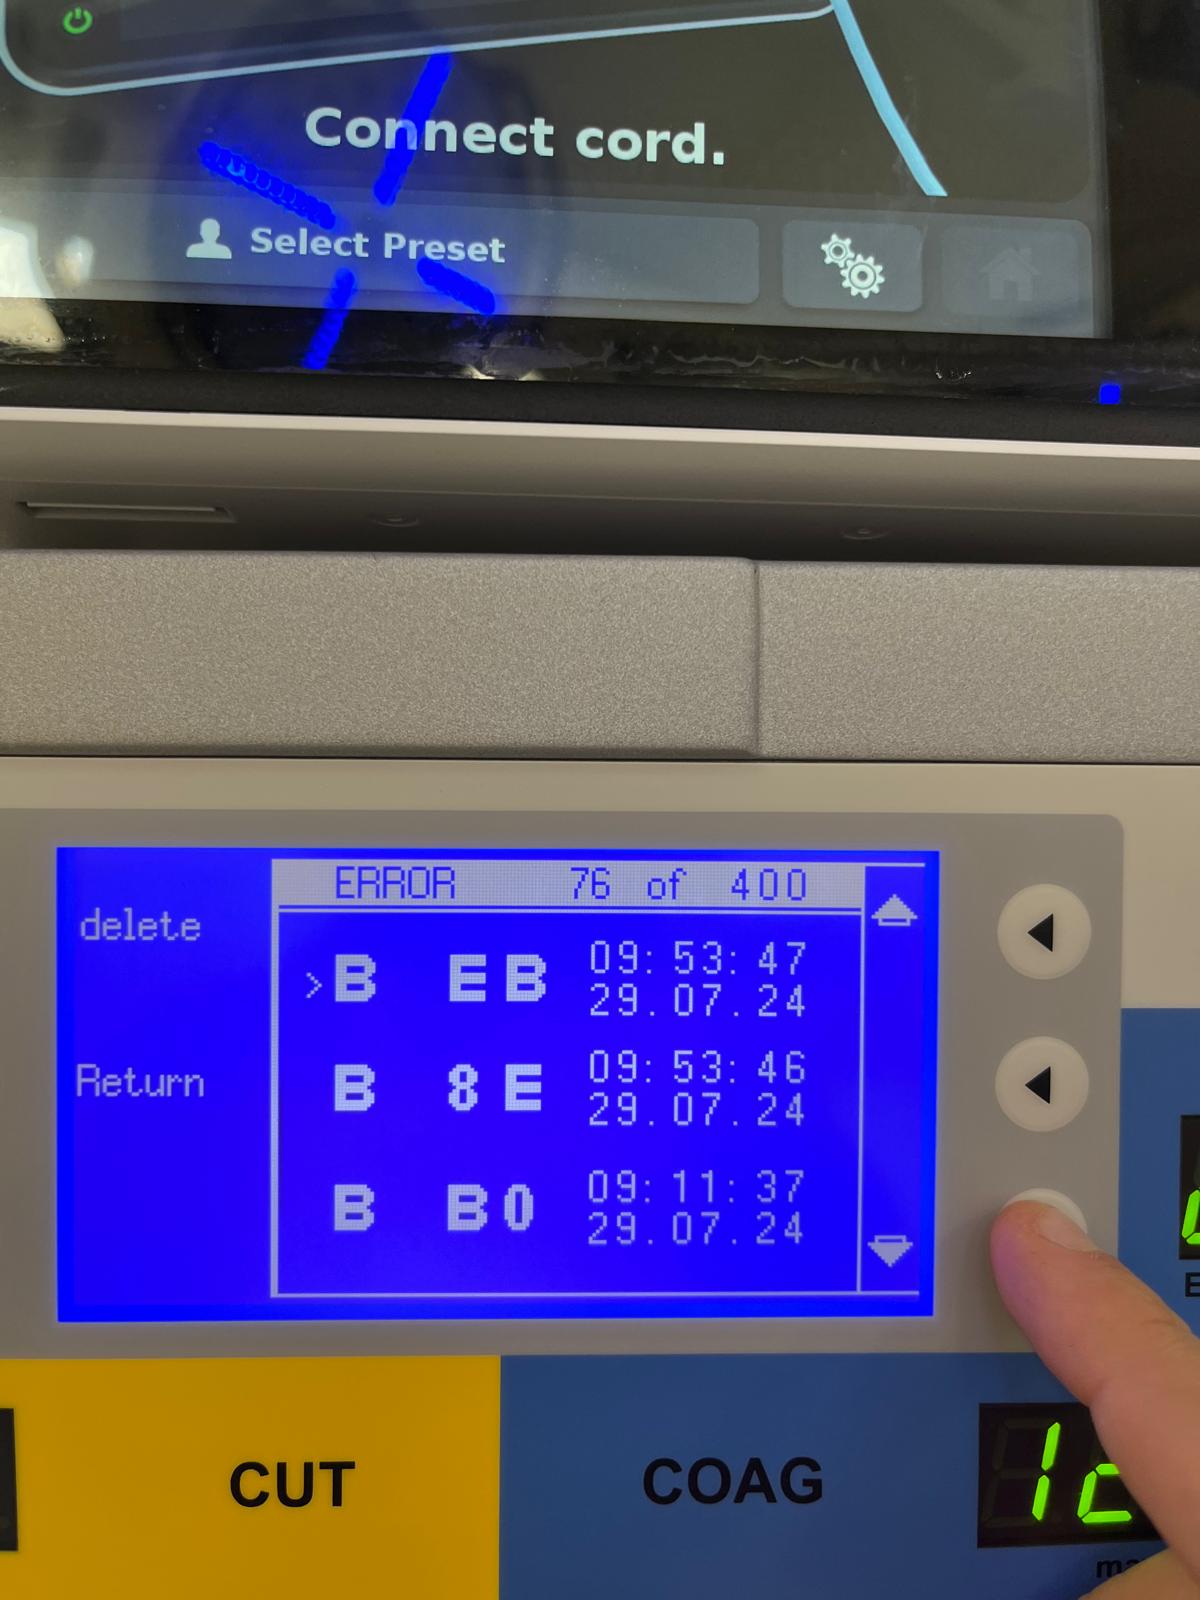 Connect cord.
Select Preset
ERROR 76 of 400
delete
>B EB 09:53:47
29.07.24
Return
B 8E 09:53:46
29.07.24
B B0 09:11:37
29.07.24
CUT
COAG